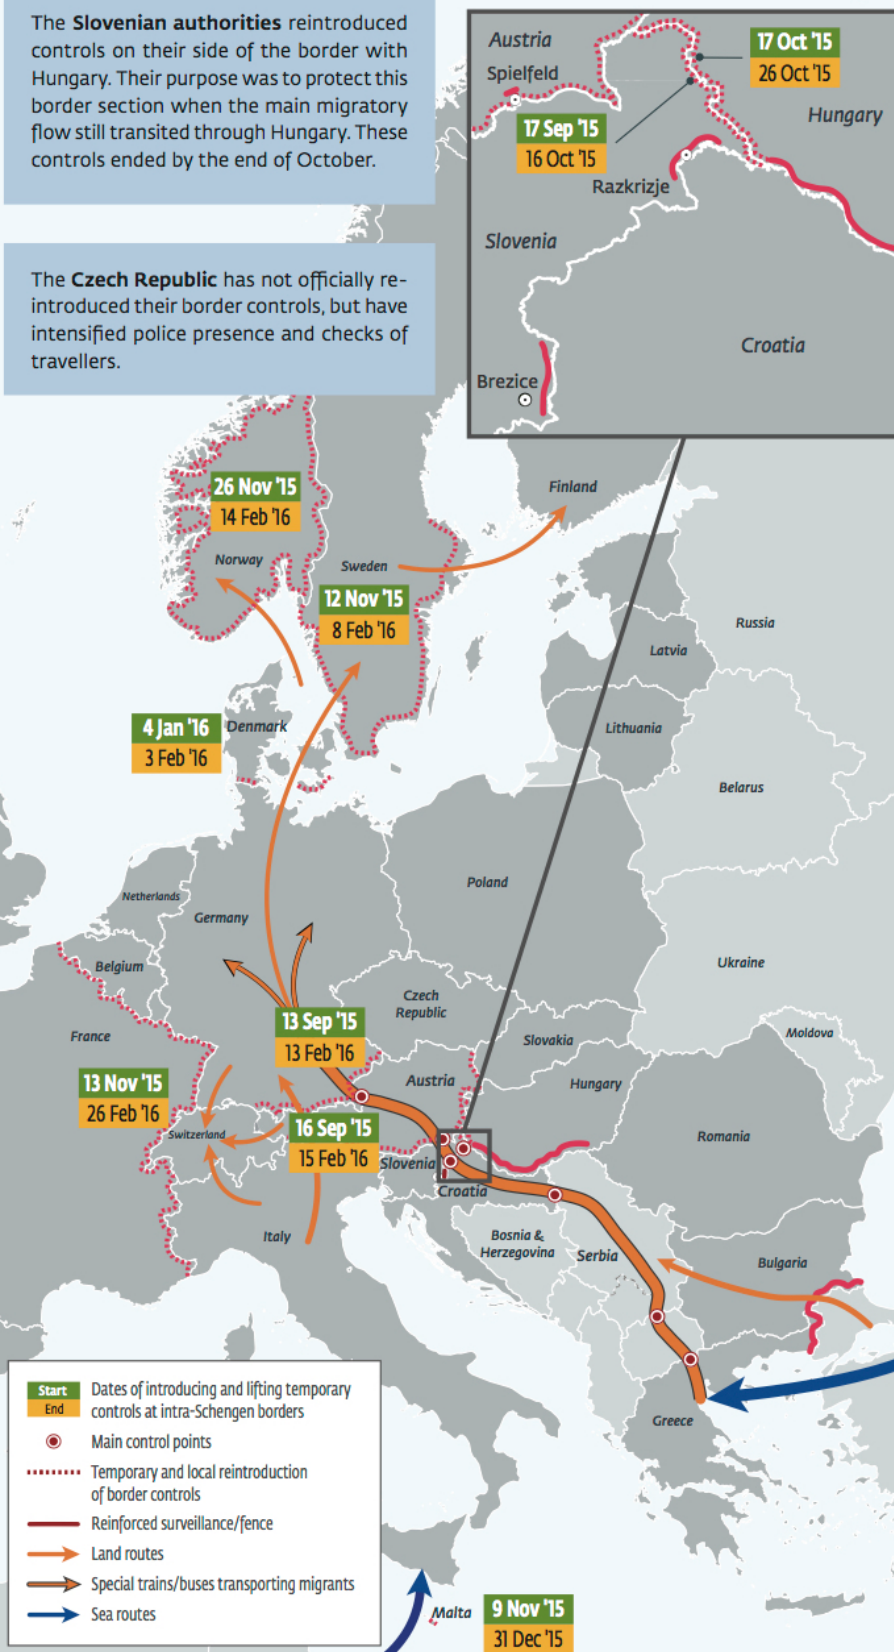 The Slovenian authorities reintroduced
controls on their side of the border with
Hungary. Their purpose was to protect this
border section when the main migratory
flow still transited through Hungary. These
controls ended by the end of October.
The Czech Republic has not officially re-
introduced their border controls, but have
intensified police presence and checks of
travellers.
Austria
Spielfeld
17 Oct '15
26 Oct '15
Hungary
17 Sep '15
16 Oct '15
Razkrizje
Slovenia
Croatia
Brezice
26 Nov '15
14 Feb '16
Norway
Finland
Sweden
12 Nov '15
8 Feb '16
Russia
Latvia
4 Jan '16
3 Feb '16
Denmark
Lithuania
Belarus
Netherlands
Germany
Poland
Belgium
Ukraine
Czech
Republic
France
13 Sep '15
13 Feb '16
Slovakia
Moldova
13 Nov '15
26 Feb '16
Austria
Hungary
Switzerland
16 Sep '15
15 Feb '16
Romania
Slovenia
Croatia
Italy
Bosnia &
Herzegovina
Serbia
Bulgaria
Greece
Start
End
Dates of introducing and lifting temporary
controls at intra-Schengen borders
Main control points
Temporary and local reintroduction
of border controls
Reinforced surveillance/fence
Land routes
Special trains/buses transporting migrants
Sea routes
Malta
9 Nov '15
31 Dec '15